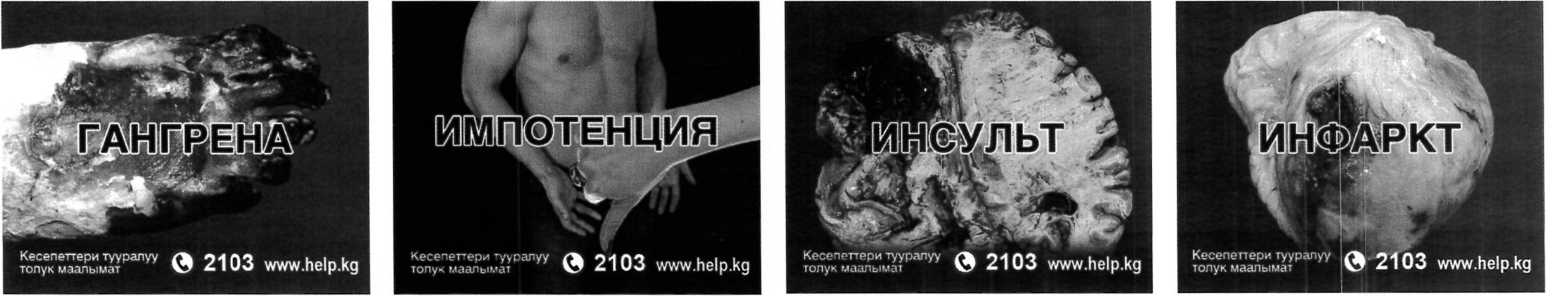 ГАНГРЕНА
Кесепеттери тууралуу
толук маалымат
2103 www.help.kg
ИМПОТЕНЦИЯ
Кесепеттери тууралуу
толук маалымат
2103 www.help.kg
ИНСУЛЬТ
Кесепеттери тууралуу
толук маалымат
2103 www.help.kg
ИНФАРКТ
Кесепеттери тууралуу
толук маалымат
2103 www.help.kg